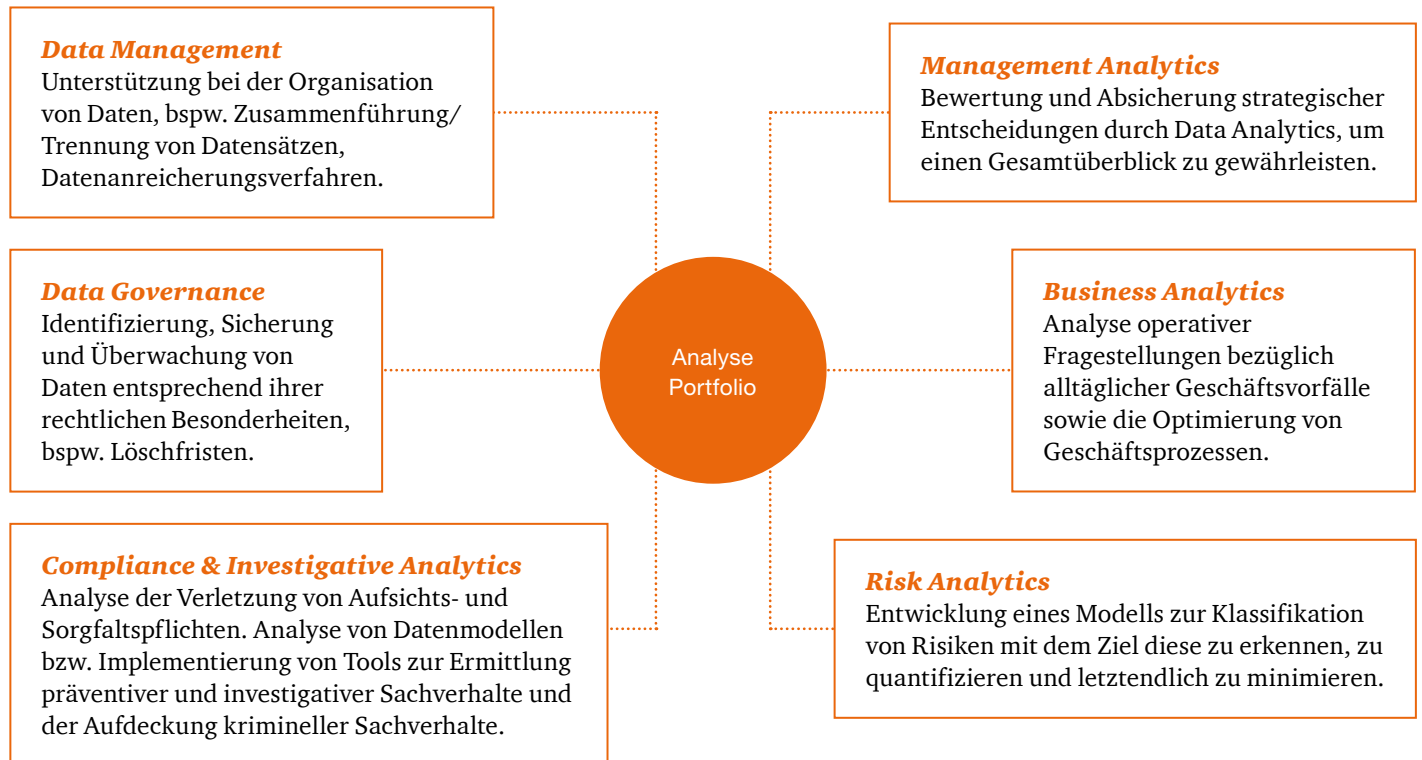 Data Management
Unterstützung bei der Organisation
von Daten, bspw. Zusammenführung/
Trennung von Datensätzen,
Datenanreicherungsverfahren.
Management Analytics
Bewertung und Absicherung strategischer
Entscheidungen durch Data Analytics, um
einen Gesamtüberblick zu gewährleisten.
Data Governance
Identifizierung, Sicherung
und Überwachung von
Daten entsprechend ihrer
rechtlichen Besonderheiten,
bspw. Löschfristen.
Analyse
Portfolio
Business Analytics
Analyse operativer
Fragestellungen bezüglich
alltäglicher Geschäftsvorfälle
sowie die Optimierung von
Geschäftsprozessen.
Compliance & Investigative Analytics
Analyse der Verletzung von Aufsichts- und
Sorgfaltspflichten. Analyse von Datenmodellen
bzw. Implementierung von Tools zur Ermittlung
präventiver und investigativer Sachverhalte und
der Aufdeckung krimineller Sachverhalte.
Risk Analytics
Entwicklung eines Modells zur Klassifikation
von Risiken mit dem Ziel diese zu erkennen, zu
quantifizieren und letztendlich zu minimieren.